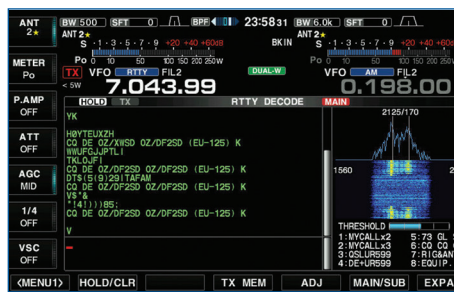 ANT 2★ BW 500 SFT 0 BPF 23:58 31 BW 6.0k SFT 0
ANT 2★ ANT 2★
S ·1·3·5·7·9 +20 +40 +60dB BKIN S ·1·3·5·7·9 +20 +40 +60dB
METER Po
Po 0 10 50 100 150 200 250W Po 0 10 50 100 150 200 250W
TX VFO RTTY FIL2 DUAL-W VFO AM FIL2
< 5W 7.043.99 0.198.00
P.AMP OFF
HOLD TX RTTY DECODE MAIN
YK 2125/170
HØYTEUXZH
ATT OFF
CQ DE OZ/XWSD OZ/DF2SD (EU-125) K
WWUFGJJPTLI
TKLOJFI
CQ DE OZ/DF2SD OZ/DF2SD (EU-125) K 1560 2
AGC MID
DTS(5(9)29)TAFAM
CQ DE OZ/DF2SD OZ/DF2SD (EU-125) K
VS"&
"!4!)))85;
1/4 OFF
CQ DE OZ/DF2SD OZ/DF2SD (EU-125) K
V
THRESHOLD
1:MYCALLx2 5:73 GL
VSC OFF
2:MYCALLx3 6:CQ CQ
3:QSLUR599 7:RIG&AN
4:DE+UR599 8:EQUIP.
<MENU1> HOLD/CLR TX MEM ADJ MAIN/SUB EXPA